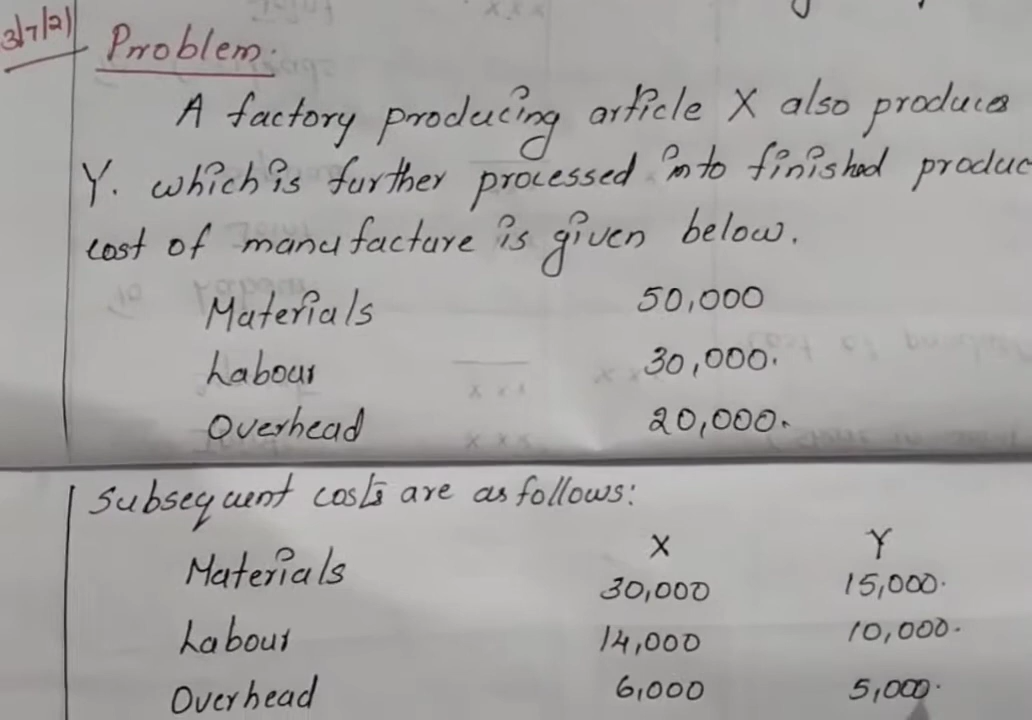 3/7/21
Problem.
A factory producing article X also produces
Y. which is further processed into finished produc
cost of manufacture is given below.
Materials 50,000
Labour 30,000.
Overhead 20,000.
Subsequent costs are as follows:
X Y
Materials 30,000 15,000.
Labour 14,000 10,000.
Overhead 6,000 5,000.